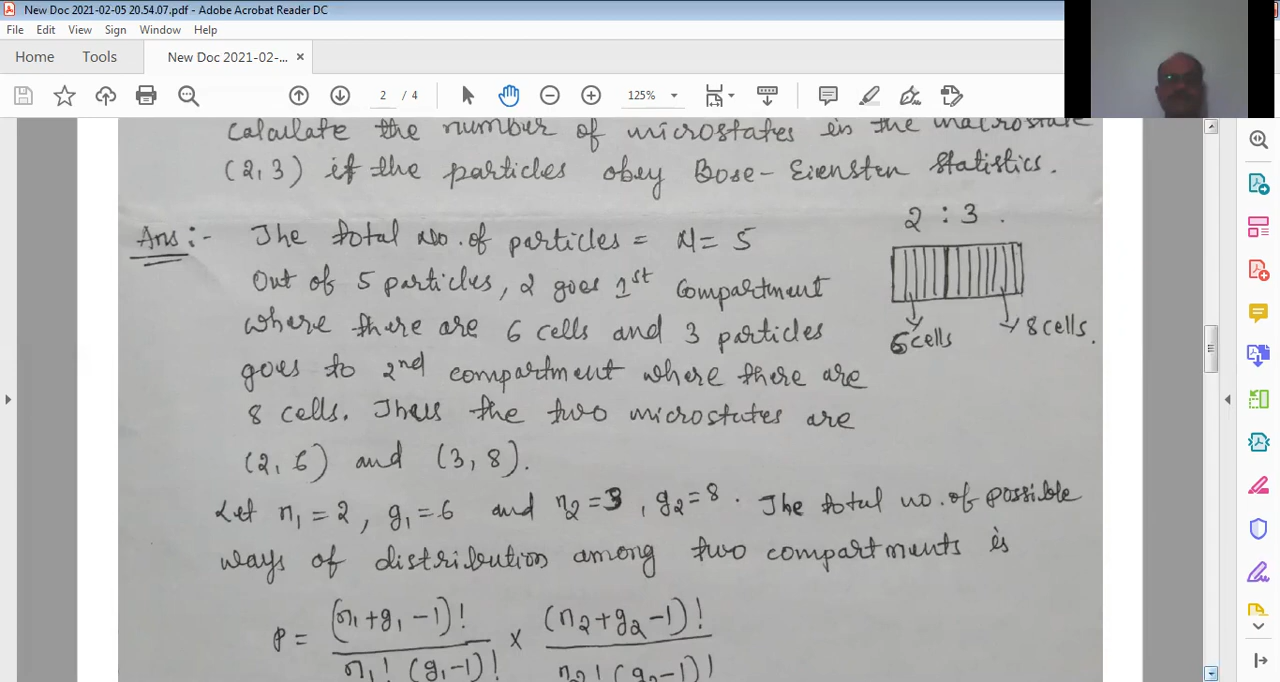 New Doc 2021-02-05 20.54.07.pdf - Adobe Acrobat Reader DC
File Edit View Sign Window Help
Home Tools New Doc 2021-02-... ×
2 / 4 125%
Calculate the number of microstates in the macrostate
(2,3) if the particles obey Bose-Eiensten Statistics.
2 : 3 .
Ans:- The total No. of particles = N= 5
Out of 5 particles, 2 goes 1st Compartment
where there are 6 cells and 3 particles
6 cells 8 cells.
goes to 2nd compartment where there are
8 cells. Thus the two microstates are
(2,6) and (3,8).
Let n1 = 2, g1 = 6 and n2 = 3, g2 = 8. The total no. of possible
ways of distribution among two compartments is
P = (n1+g1-1)! / n1! (g1-1)! × (n2+g2-1)! / n2! (g2-1)!